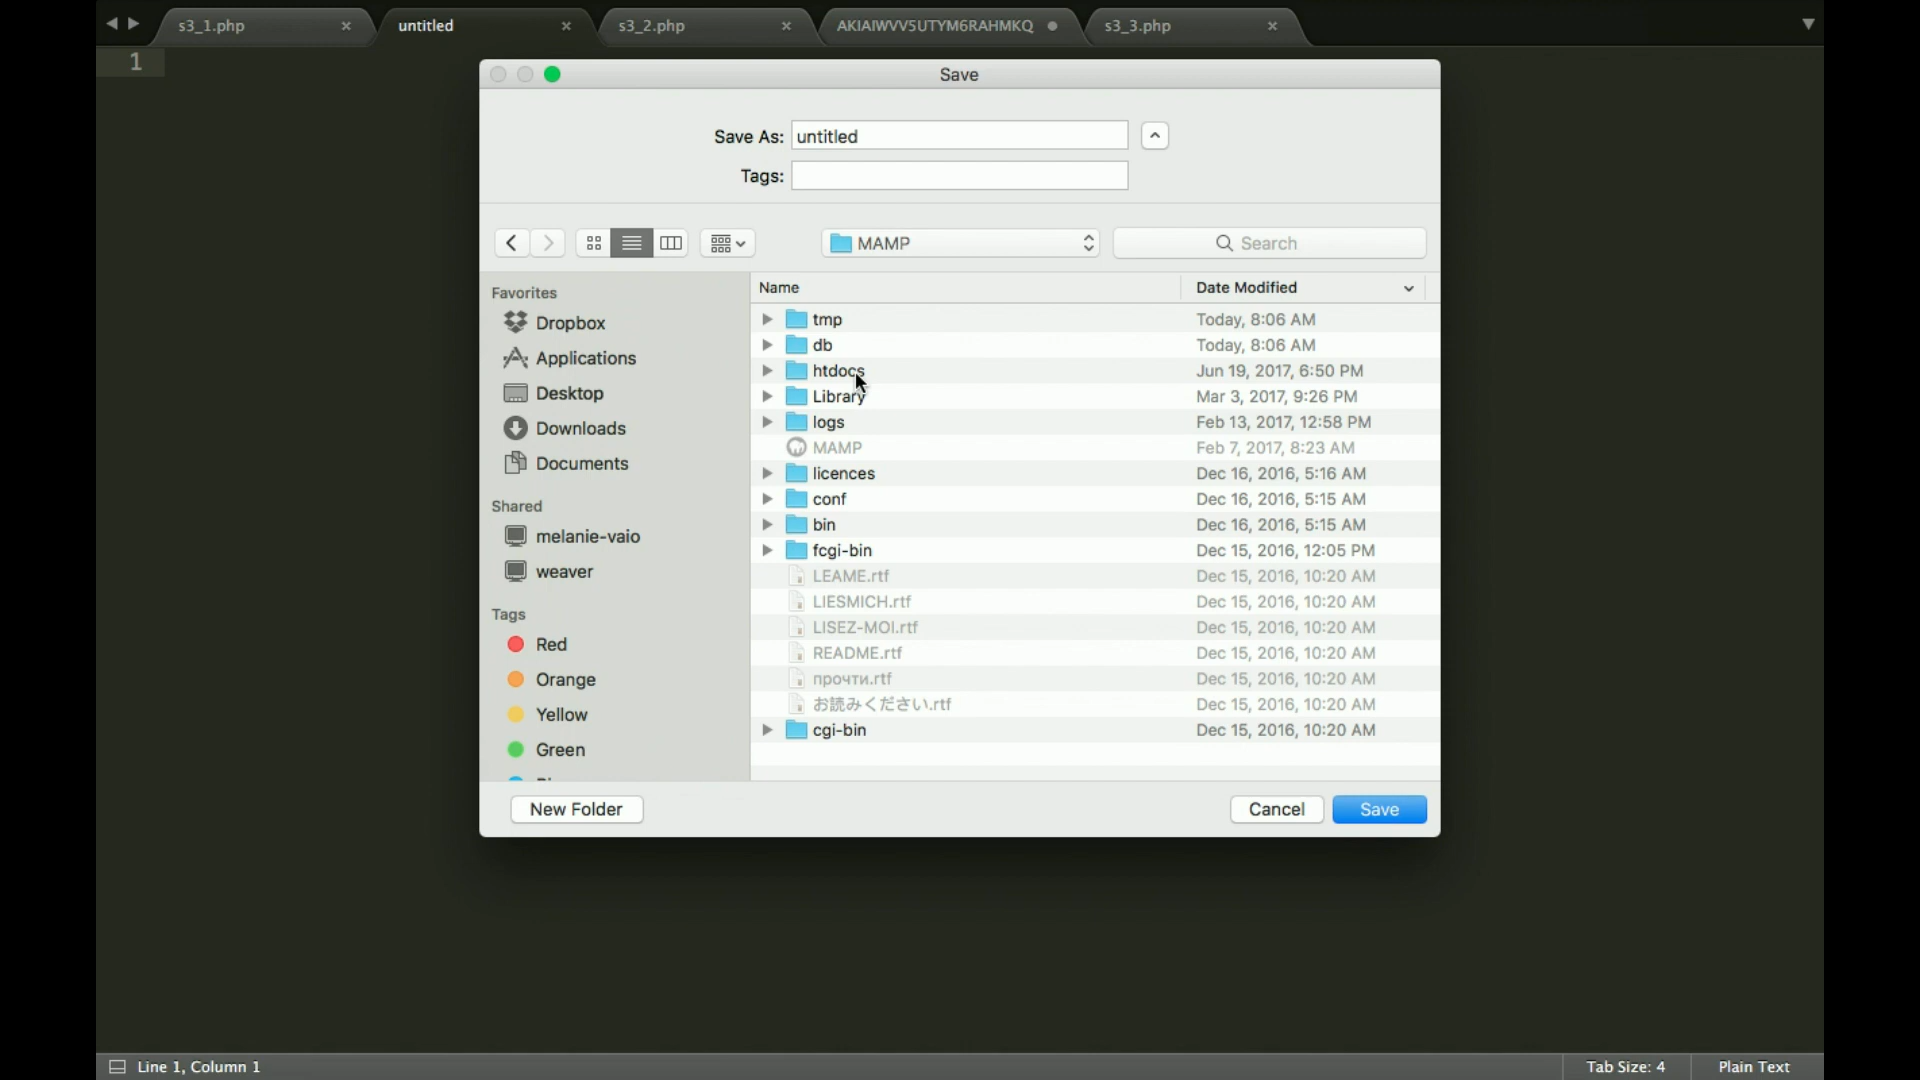 s3_1.php
untitled
s3_2.php
AKIAIWVV5UTYM6RAHMKQ
s3_3.php
1
Save
Save As: untitled
Tags:
MAMP
Search
Favorites
Dropbox
Applications
Desktop
Downloads
Documents
Shared
melanie-vaio
weaver
Tags
Red
Orange
Yellow
Green
Name Date Modified
tmp Today, 8:06 AM
db Today, 8:06 AM
htdocs Jun 19, 2017, 6:50 PM
Library Mar 3, 2017, 9:26 PM
logs Feb 13, 2017, 12:58 PM
MAMP Feb 7, 2017, 8:23 AM
licences Dec 16, 2016, 5:16 AM
conf Dec 16, 2016, 5:15 AM
bin Dec 16, 2016, 5:15 AM
fcgi-bin Dec 15, 2016, 12:05 PM
LEAME.rtf Dec 15, 2016, 10:20 AM
LIESMICH.rtf Dec 15, 2016, 10:20 AM
LISEZ-MOI.rtf Dec 15, 2016, 10:20 AM
README.rtf Dec 15, 2016, 10:20 AM
прочти.rtf Dec 15, 2016, 10:20 AM
お読みください.rtf Dec 15, 2016, 10:20 AM
cgi-bin Dec 15, 2016, 10:20 AM
New Folder
Cancel
Save
Line 1, Column 1
Tab Size: 4
Plain Text